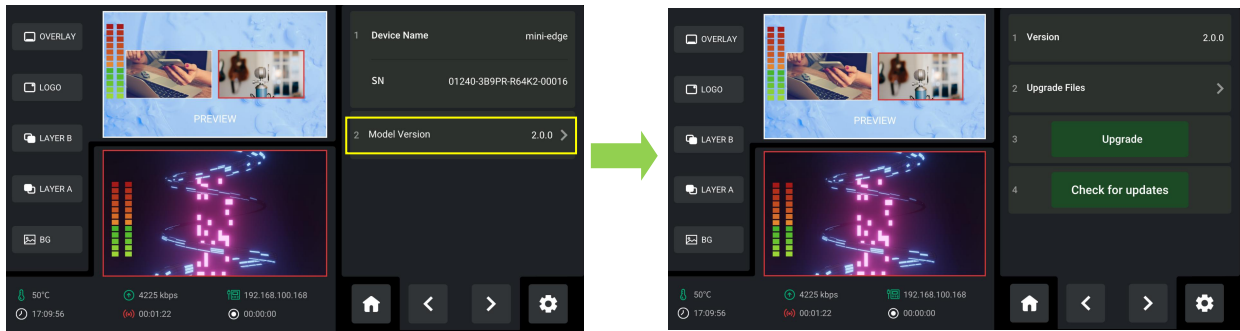 OVERLAY
LOGO
LAYER B
LAYER A
BG
PREVIEW
1 Device Name mini-edge
SN 01240-3B9PR-R64K2-00016
2 Model Version 2.0.0
50°C 4225 kbps 192.168.100.168
17:09:56 00:01:22 00:00:00
OVERLAY
LOGO
LAYER B
LAYER A
BG
PREVIEW
1 Version 2.0.0
2 Upgrade Files
3 Upgrade
4 Check for updates
50°C 4225 kbps 192.168.100.168
17:09:56 00:01:22 00:00:00